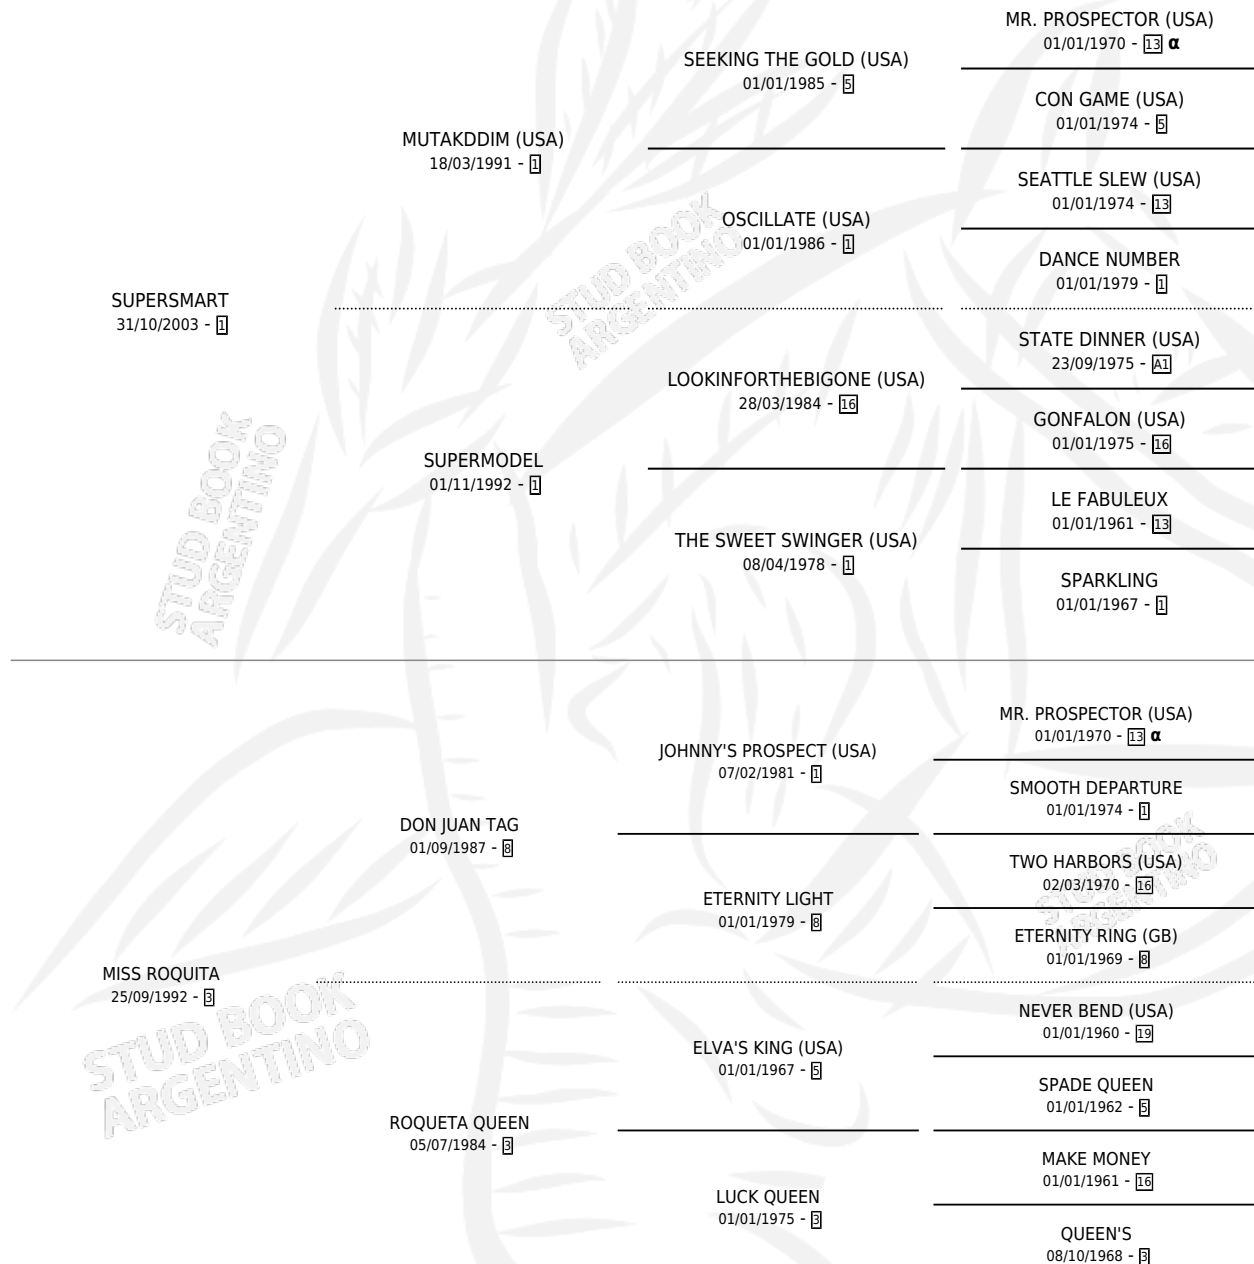 MR. PROSPECTOR (USA)
01/01/1970 - 13 α
SEEKING THE GOLD (USA)
01/01/1985 - 5
CON GAME (USA)
01/01/1974 - 5
MUTAKDDIM (USA)
18/03/1991 - 1
SEATTLE SLEW (USA)
01/01/1974 - 13
OSCILLATE (USA)
01/01/1986 - 1
DANCE NUMBER
01/01/1979 - 1
SUPERSMART
31/10/2003 - 1
STUD BOOK
ARGENTINO
STATE DINNER (USA)
23/09/1975 - A1
LOOKINFORTHEBIGONE (USA)
28/03/1984 - 16
GONFALON (USA)
01/01/1975 - 16
SUPERMODEL
01/11/1992 - 1
LE FABULEUX
01/01/1961 - 13
THE SWEET SWINGER (USA)
08/04/1978 - 1
SPARKLING
01/01/1967 - 1
STUD BOOK
ARGENTINO
MR. PROSPECTOR (USA)
01/01/1970 - 13 α
JOHNNY'S PROSPECT (USA)
07/02/1981 - 1
SMOOTH DEPARTURE
01/01/1974 - 1
DON JUAN TAG
01/09/1987 - 8
TWO HARBORS (USA)
02/03/1970 - 16
ETERNITY LIGHT
01/01/1979 - 8
ETERNITY RING (GB)
01/01/1969 - 8
STUD BOOK
ARGENTINO
MISS ROQUITA
25/09/1992 - 3
NEVER BEND (USA)
01/01/1960 - 19
ELVA'S KING (USA)
01/01/1967 - 5
SPADE QUEEN
01/01/1962 - 5
STUD BOOK
ARGENTINO
ROQUETA QUEEN
05/07/1984 - 3
MAKE MONEY
01/01/1961 - 16
LUCK QUEEN
01/01/1975 - 3
QUEEN'S
08/10/1968 - 3